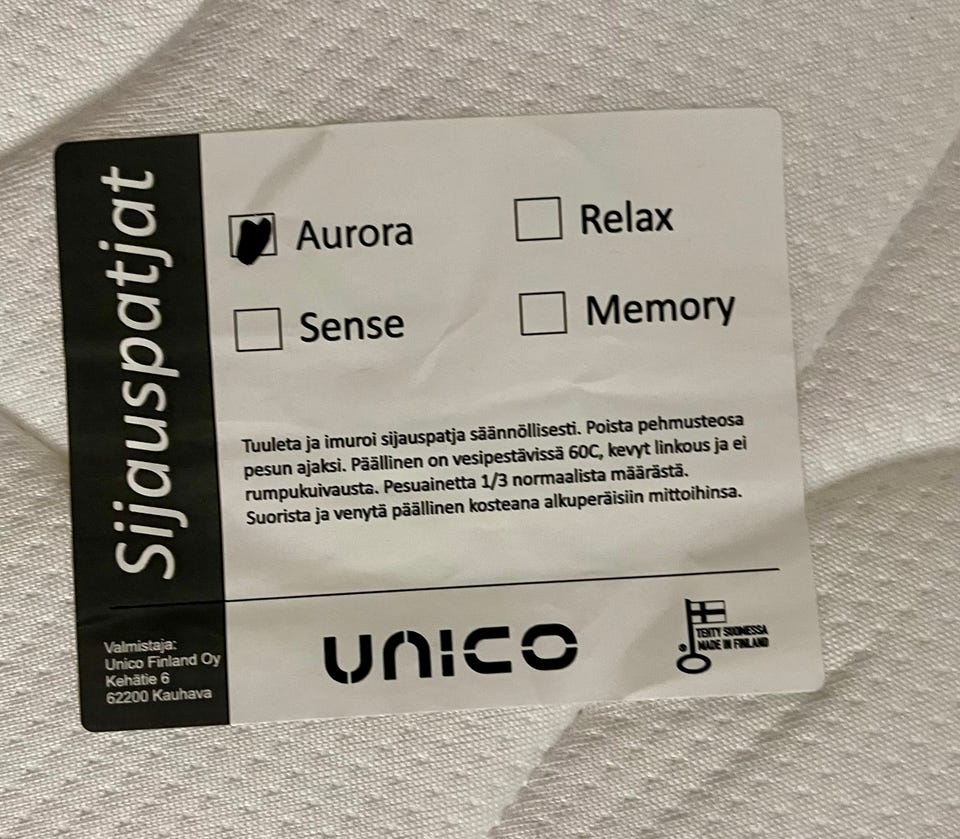 Sijauspatjat
Aurora
Relax
Sense
Memory
Tuuleta ja imuroi sijauspatja säännöllisesti. Poista pehmusteosa
pesun ajaksi. Päällinen on vesipestävissä 60C, kevyt linkous ja ei
rumpukuivausta. Pesuainetta 1/3 normaalista määrästä.
Suorista ja venytä päällinen kosteana alkuperäisiin mittoihinsa.
Valmistaja:
Unico Finland Oy
Kehätie 6
62200 Kauhava
UNICO
TEHTY SUOMESSA
MADE IN FINLAND